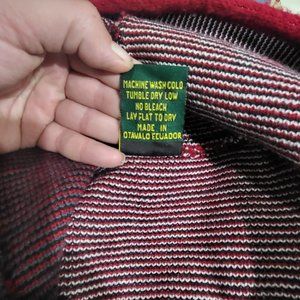 MACHINE WASH COLD
TUMBLE DRY LOW
NO BLEACH
LAY FLAT TO DRY
MADE IN
OTAVALO ECUADOR